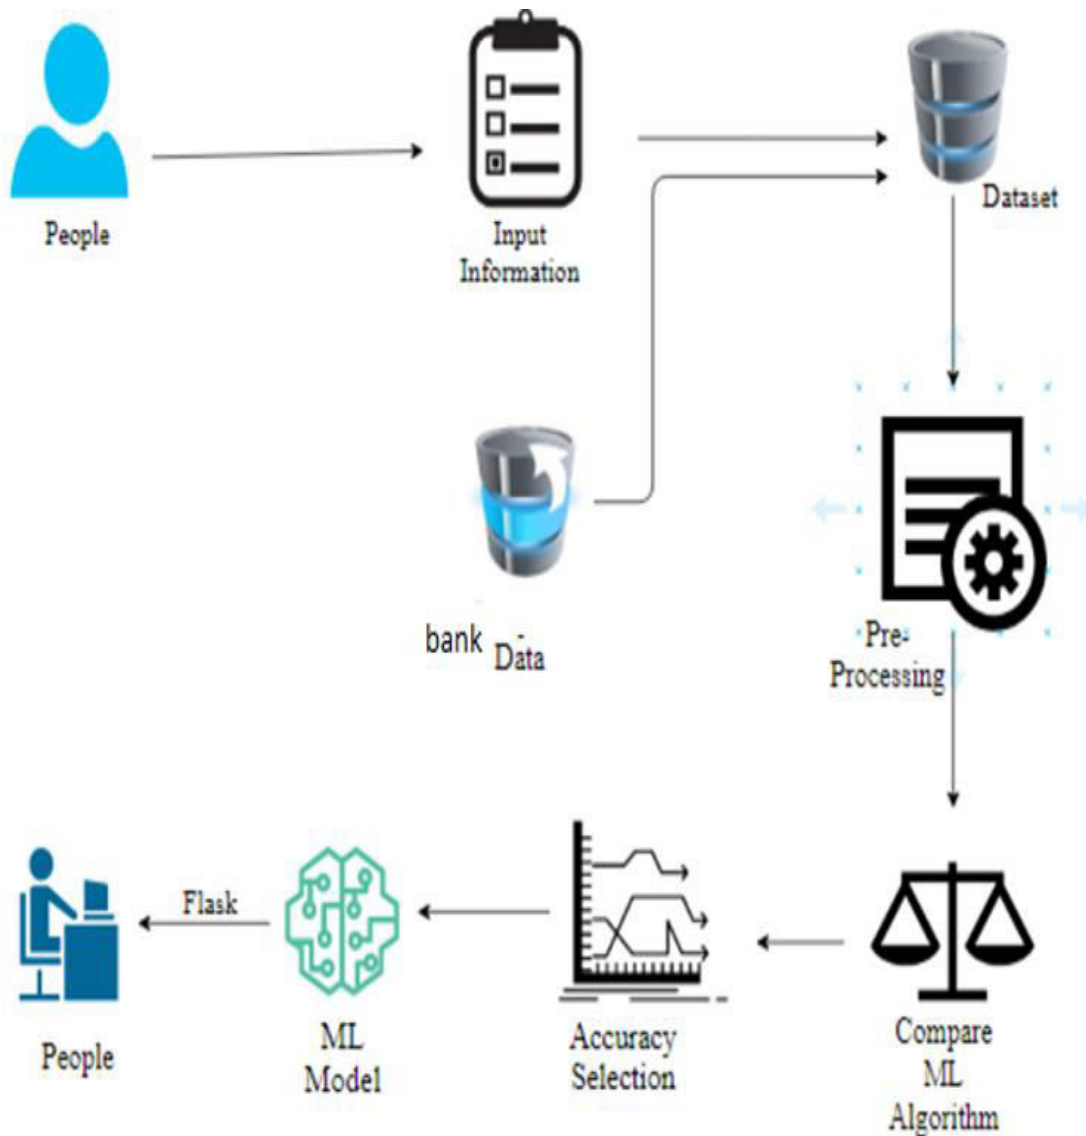 People
Input
Information
Dataset
bank -
Data
Pre-
Processing
Flask
People
ML
Model
Accuracy
Selection
Compare
ML
Algorithm